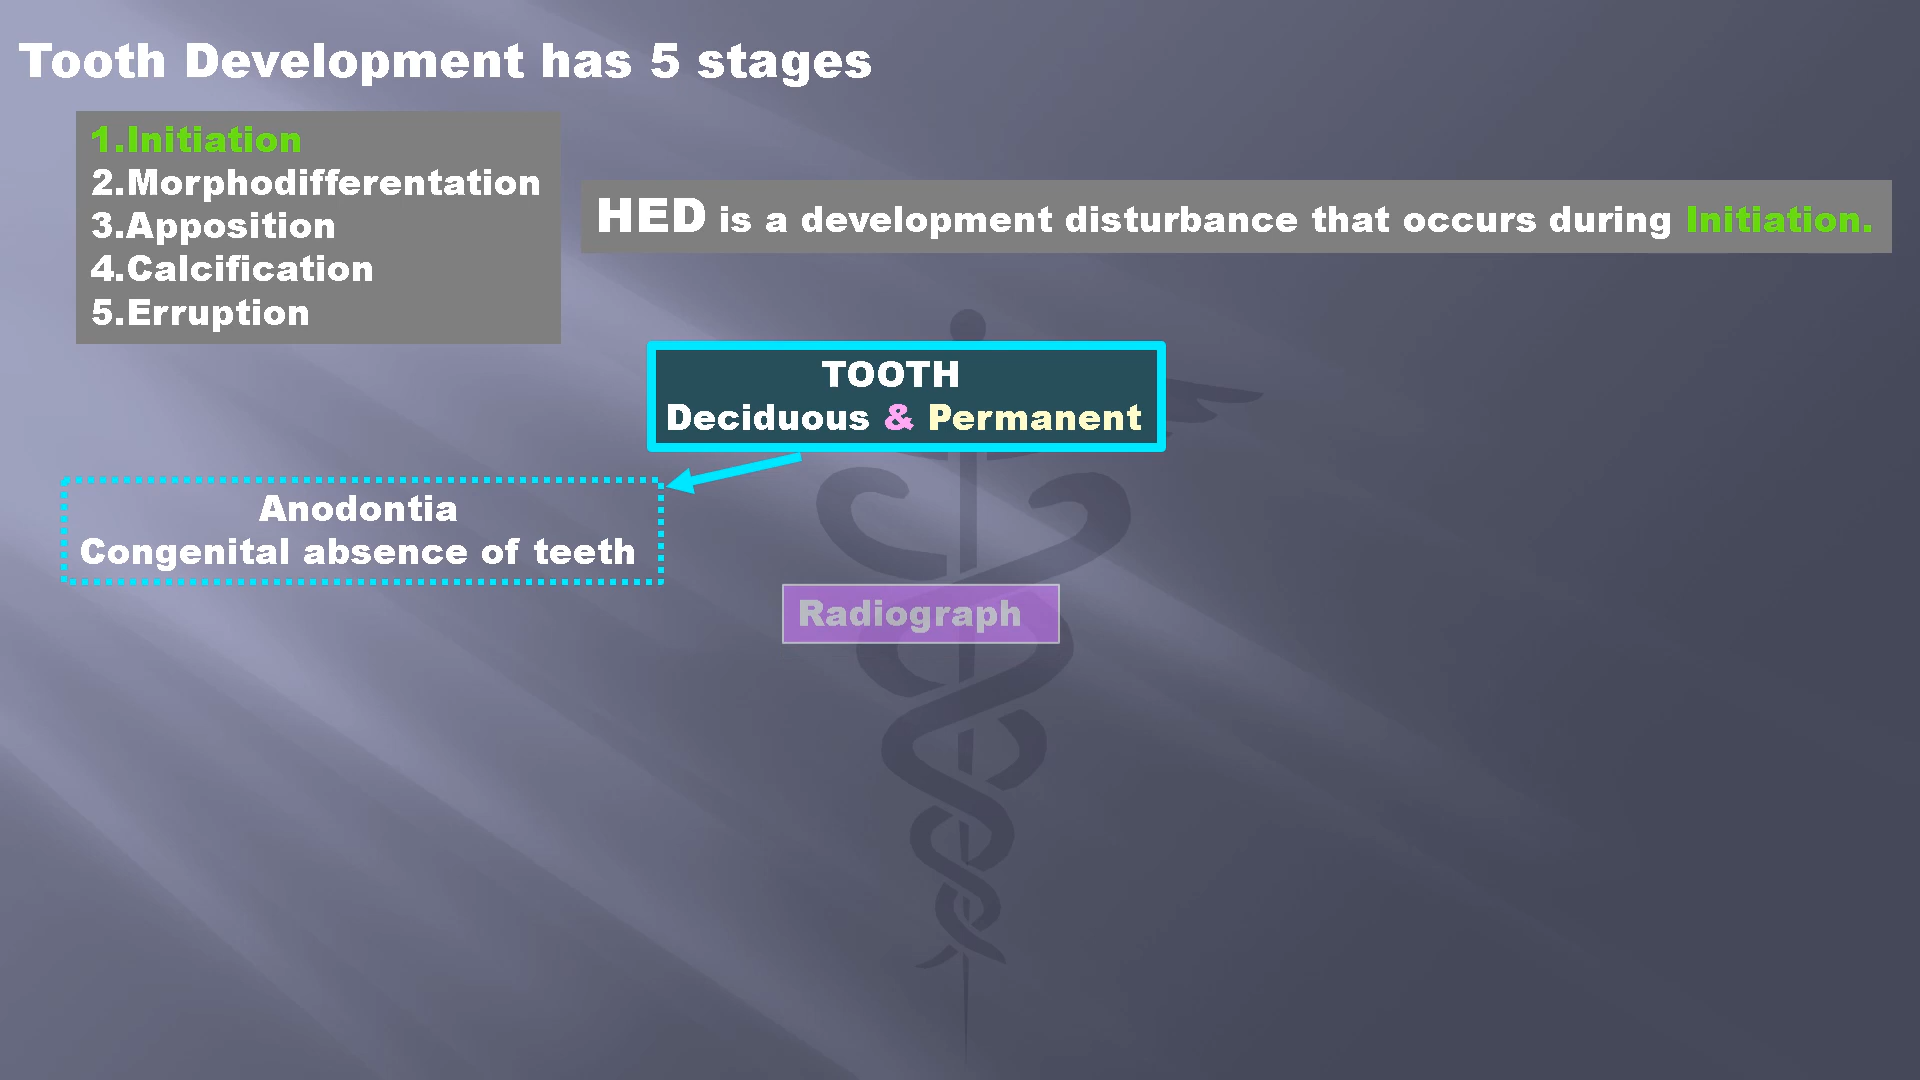 Tooth Development has 5 stages
1.Initiation
2.Morphodifferentation
3.Apposition
4.Calcification
5.Erruption
HED is a development disturbance that occurs during Initiation.
TOOTH
Deciduous & Permanent
Anodontia
Congenital absence of teeth
Radiograph